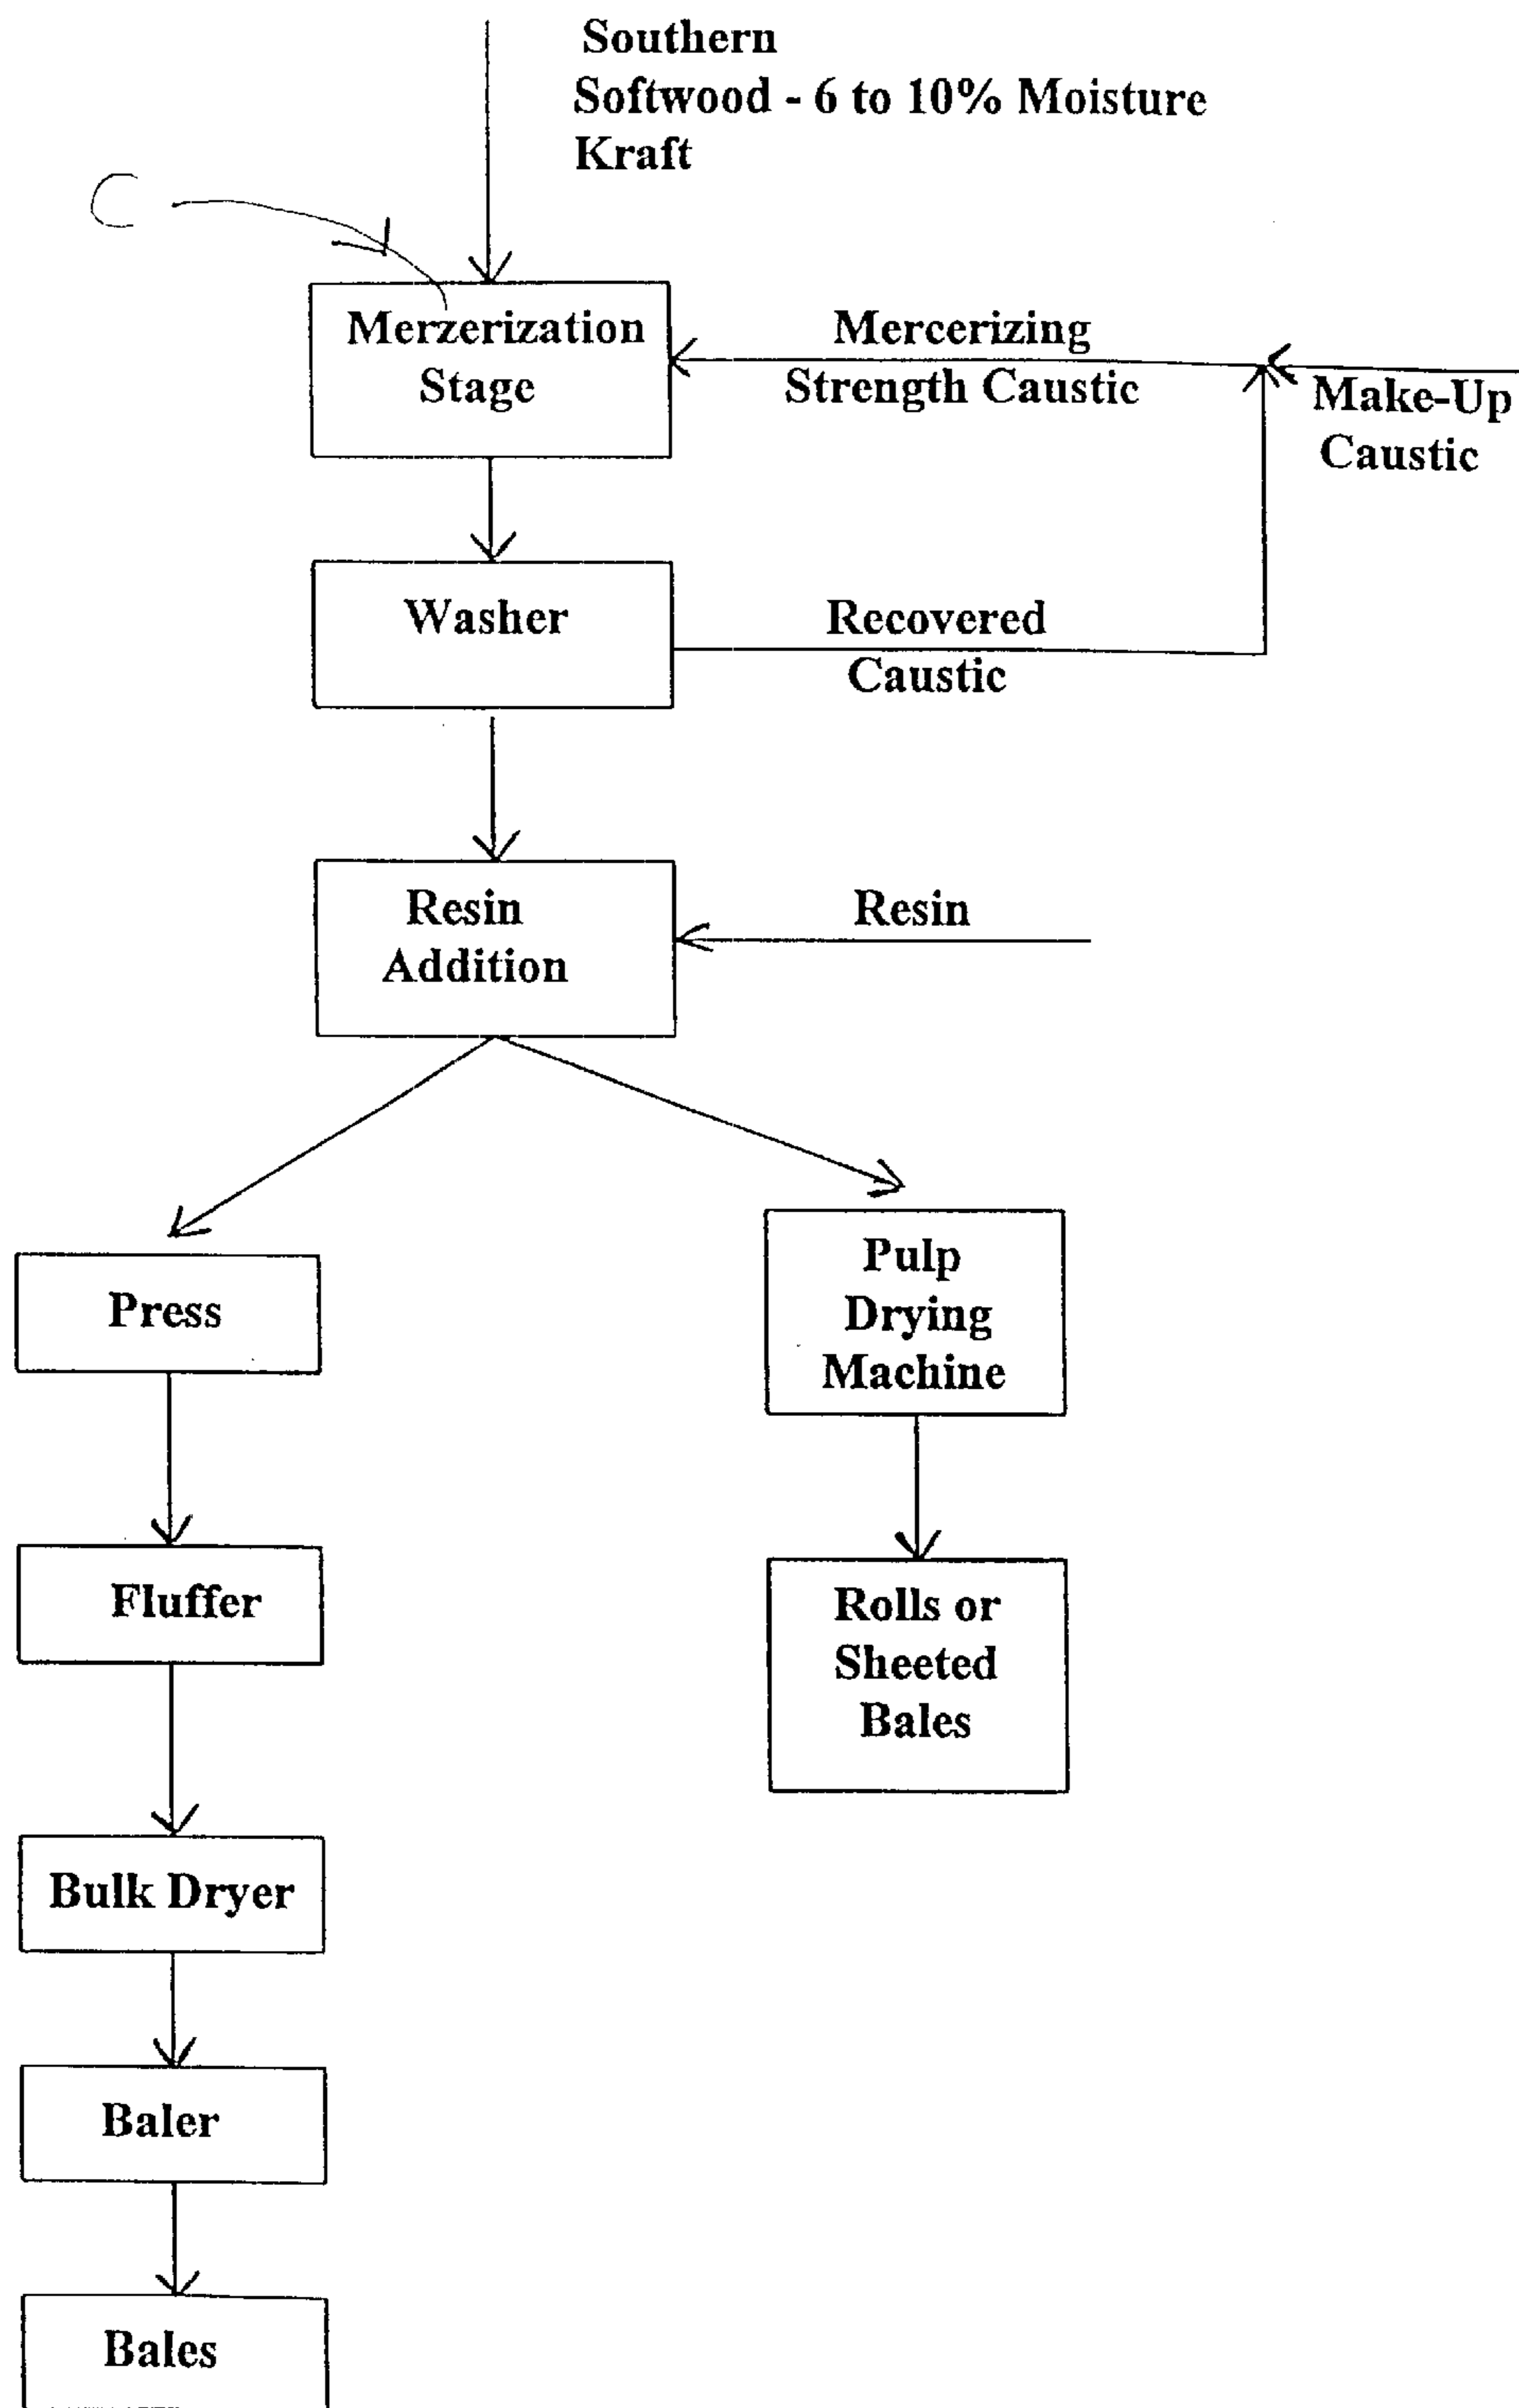 Southern
Softwood - 6 to 10% Moisture
Kraft
C
Merzerization
Stage
Mercerizing
Strength Caustic
Make-Up
Caustic
Washer
Recovered
Caustic
Resin
Addition
Resin
Press
Pulp
Drying
Machine
Fluffer
Rolls or
Sheeted
Bales
Bulk Dryer
Baler
Bales